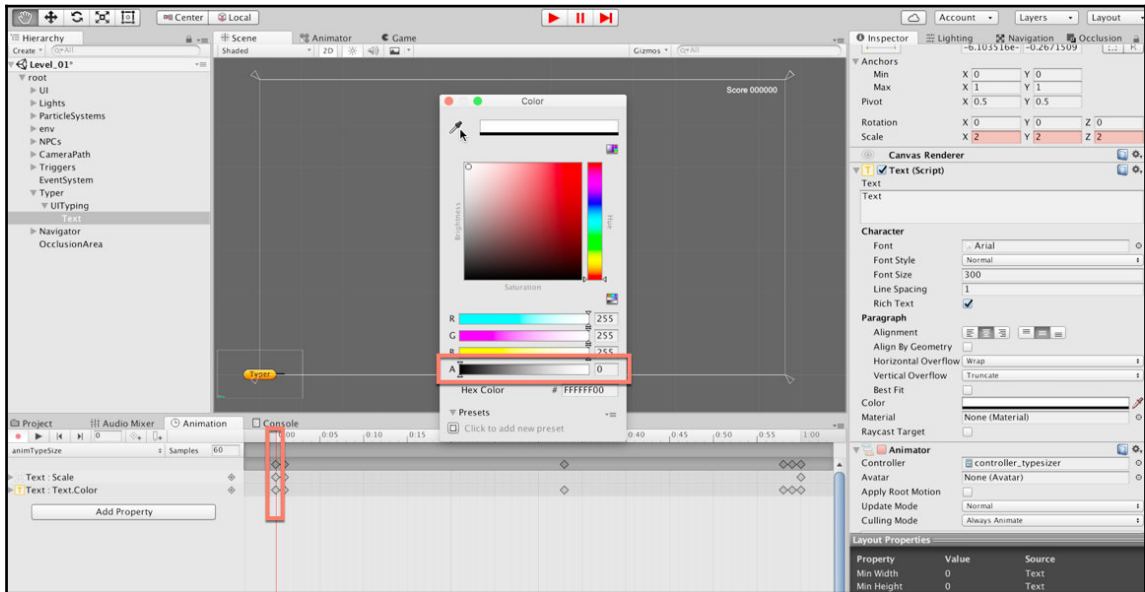 Center Local Account Layers Layout
Hierarchy
Create Q▾All
Level_01*
root
UI
Lights
ParticleSystems
env
NPCs
CameraPath
Triggers
EventSystem
Typer
UITyping
Text
Navigator
OcclusionArea
Scene Animator Game
Shaded 2D Gizmos Q▾All
Score 000000
Typer
Color
Brightness
Hue
Saturation
R 255
G 255
B 255
A 0
Hex Color # FFFFFF00
Presets
Click to add new preset
Project Audio Mixer Animation Console
0 0:00 0:05 0:10 0:15 0:40 0:45 0:50 0:55 1:00
animTypeSize Samples 60
Text : Scale
Text : Text.Color
Add Property
Inspector Lighting Navigation Occlusion
-6.103516e- -0.2671509 R
Anchors
Min X 0 Y 0
Max X 1 Y 1
Pivot X 0.5 Y 0.5
Rotation X 0 Y 0 Z 0
Scale X 2 Y 2 Z 2
Canvas Renderer
Text (Script)
Text
Text
Character
Font Arial
Font Style Normal
Font Size 300
Line Spacing 1
Rich Text
Paragraph
Alignment
Align By Geometry
Horizontal Overflow Wrap
Vertical Overflow Truncate
Best Fit
Color
Material None (Material)
Raycast Target
Animator
Controller controller_typesizer
Avatar None (Avatar)
Apply Root Motion
Update Mode Normal
Culling Mode Always Animate
Layout Properties
Property Value Source
Min Width 0 Text
Min Height 0 Text